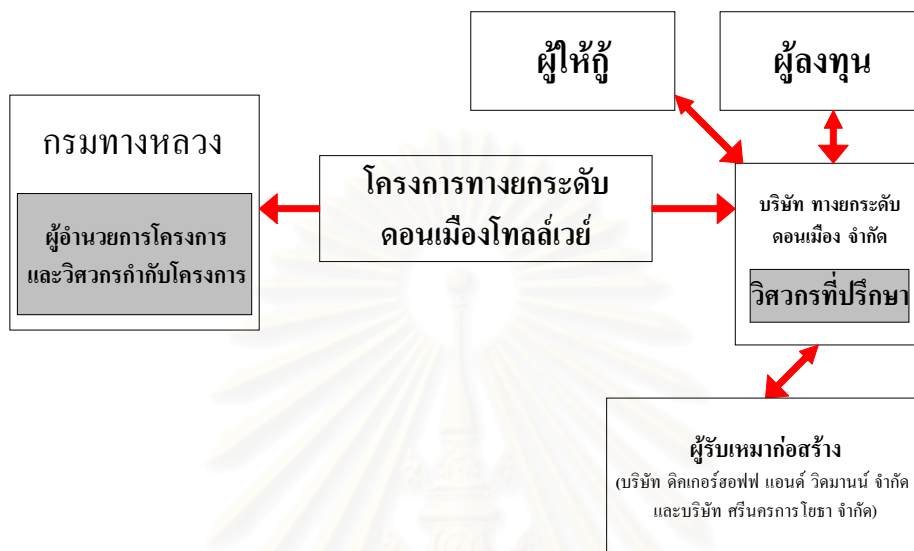 ผู้ให้กู้
ผู้ลงทุน
กรมทางหลวง
ผู้อำนวยการโครงการ
และวิศวกรกำกับโครงการ
โครงการทางยกระดับ
ดอนเมืองโทลล์เวย์
บริษัท ทางยกระดับ
ดอนเมือง จำกัด
วิศวกรที่ปรึกษา
ผู้รับเหมาก่อสร้าง
(บริษัท ดิคเกอร์ฮอฟฟ แอนด์ วิดมานน์ จำกัด
และบริษัท ศรีนครการโยธา จำกัด)